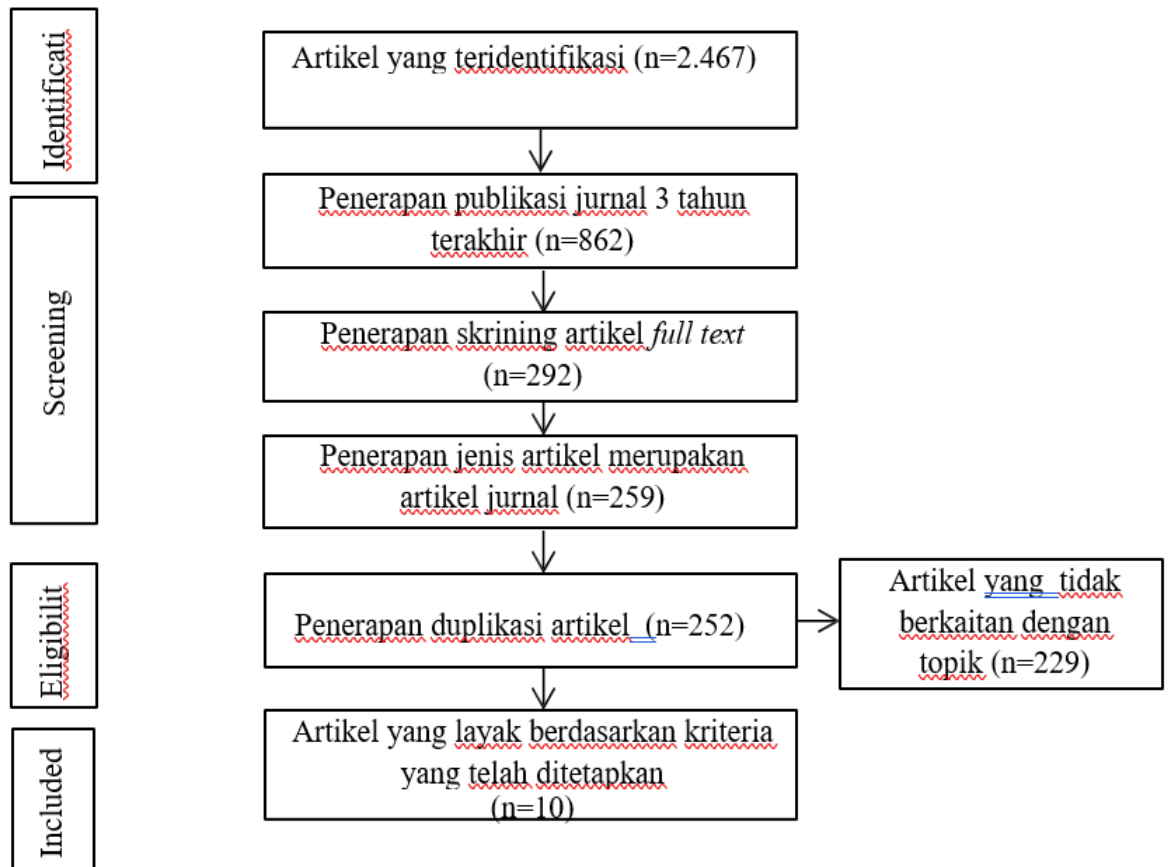 Identificati
Artikel yang teridentifikasi (n=2.467)
Screening
Penerapan publikasi jurnal 3 tahun
terakhir (n=862)
Penerapan skrining artikel full text
(n=292)
Penerapan jenis artikel merupakan
artikel jurnal (n=259)
Eligibilit
Penerapan duplikasi artikel (n=252)
Artikel yang tidak
berkaitan dengan
topik (n=229)
Included
Artikel yang layak berdasarkan kriteria
yang telah ditetapkan
(n=10)